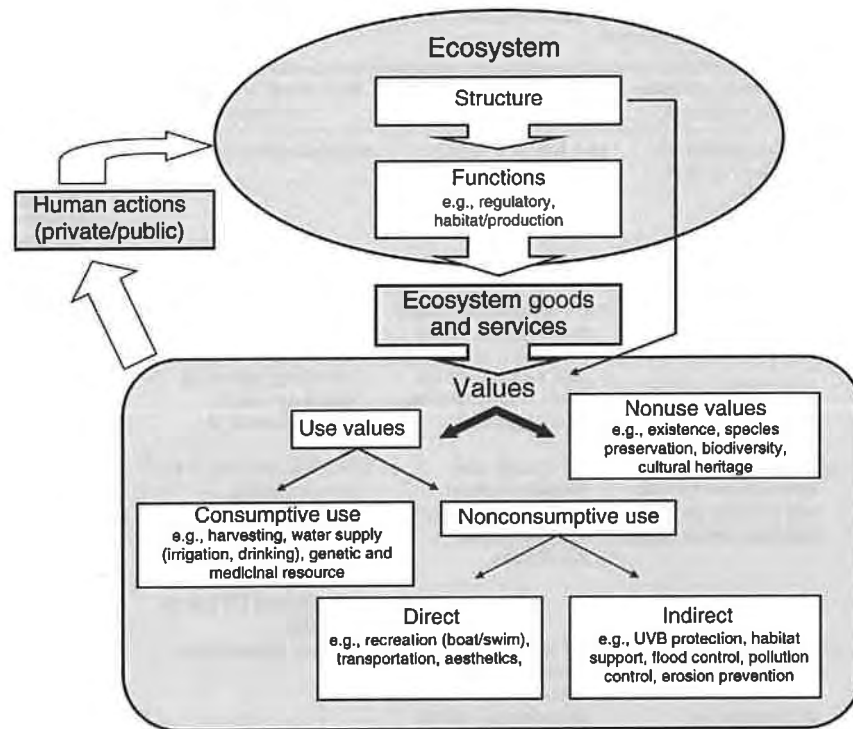 Ecosystem
Structure
Functions
e.g., regulatory,
habitat/production
Human actions
(private/public)
Ecosystem goods
and services
Values
Use values
Nonuse values
e.g., existence, species
preservation, biodiversity,
cultural heritage
Consumptive use
e.g., harvesting, water supply
(irrigation, drinking), genetic and
medicinal resource
Nonconsumptive use
Direct
e.g., recreation (boat/swim),
transportation, aesthetics,
Indirect
e.g., UVB protection, habitat
support, flood control, pollution
control, erosion prevention